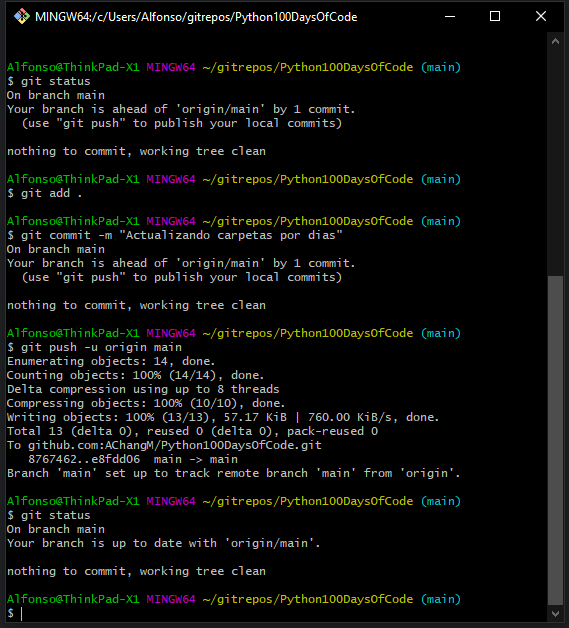 MINGW64:/c/Users/Alfonso/gitrepos/Python100DaysOfCode
Alfonso@ThinkPad-X1 MINGW64 ~/gitrepos/Python100DaysOfCode (main)
$ git status
On branch main
Your branch is ahead of 'origin/main' by 1 commit.
  (use "git push" to publish your local commits)
nothing to commit, working tree clean
Alfonso@ThinkPad-X1 MINGW64 ~/gitrepos/Python100DaysOfCode (main)
$ git add .
Alfonso@ThinkPad-X1 MINGW64 ~/gitrepos/Python100DaysOfCode (main)
$ git commit -m "Actualizando carpetas por dias"
On branch main
Your branch is ahead of 'origin/main' by 1 commit.
  (use "git push" to publish your local commits)
nothing to commit, working tree clean
Alfonso@ThinkPad-X1 MINGW64 ~/gitrepos/Python100DaysOfCode (main)
$ git push -u origin main
Enumerating objects: 14, done.
Counting objects: 100% (14/14), done.
Delta compression using up to 8 threads
Compressing objects: 100% (10/10), done.
Writing objects: 100% (13/13), 57.17 KiB | 760.00 KiB/s, done.
Total 13 (delta 0), reused 0 (delta 0), pack-reused 0
To github.com:AChangM/Python100DaysOfCode.git
   8767462..e8fdd06  main -> main
Branch 'main' set up to track remote branch 'main' from 'origin'.
Alfonso@ThinkPad-X1 MINGW64 ~/gitrepos/Python100DaysOfCode (main)
$ git status
On branch main
Your branch is up to date with 'origin/main'.
nothing to commit, working tree clean
Alfonso@ThinkPad-X1 MINGW64 ~/gitrepos/Python100DaysOfCode (main)
$